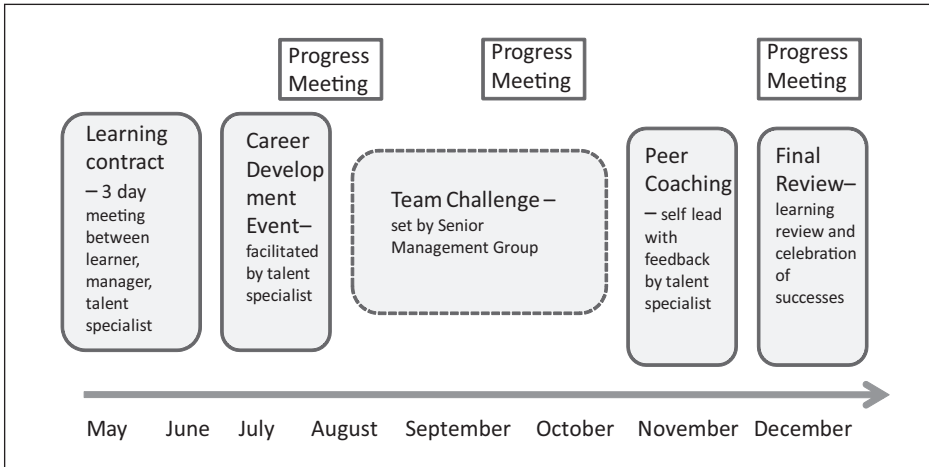 Progress
Meeting
Progress
Meeting
Progress
Meeting
Learning
contract
– 3 day
meeting
between
learner,
manager,
talent
specialist
Career
Develop
ment
Event–
facilitated
by talent
specialist
Team Challenge –
set by Senior
Management Group
Peer
Coaching
– self lead
with
feedback
by talent
specialist
Final
Review–
learning
review and
celebration
of
successes
May June July August September October November December